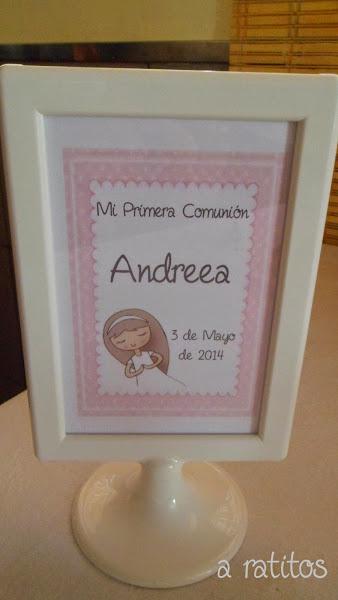 Mi Primera Comunión
Andreea
3 de Mayo
de 2014
a ratitos